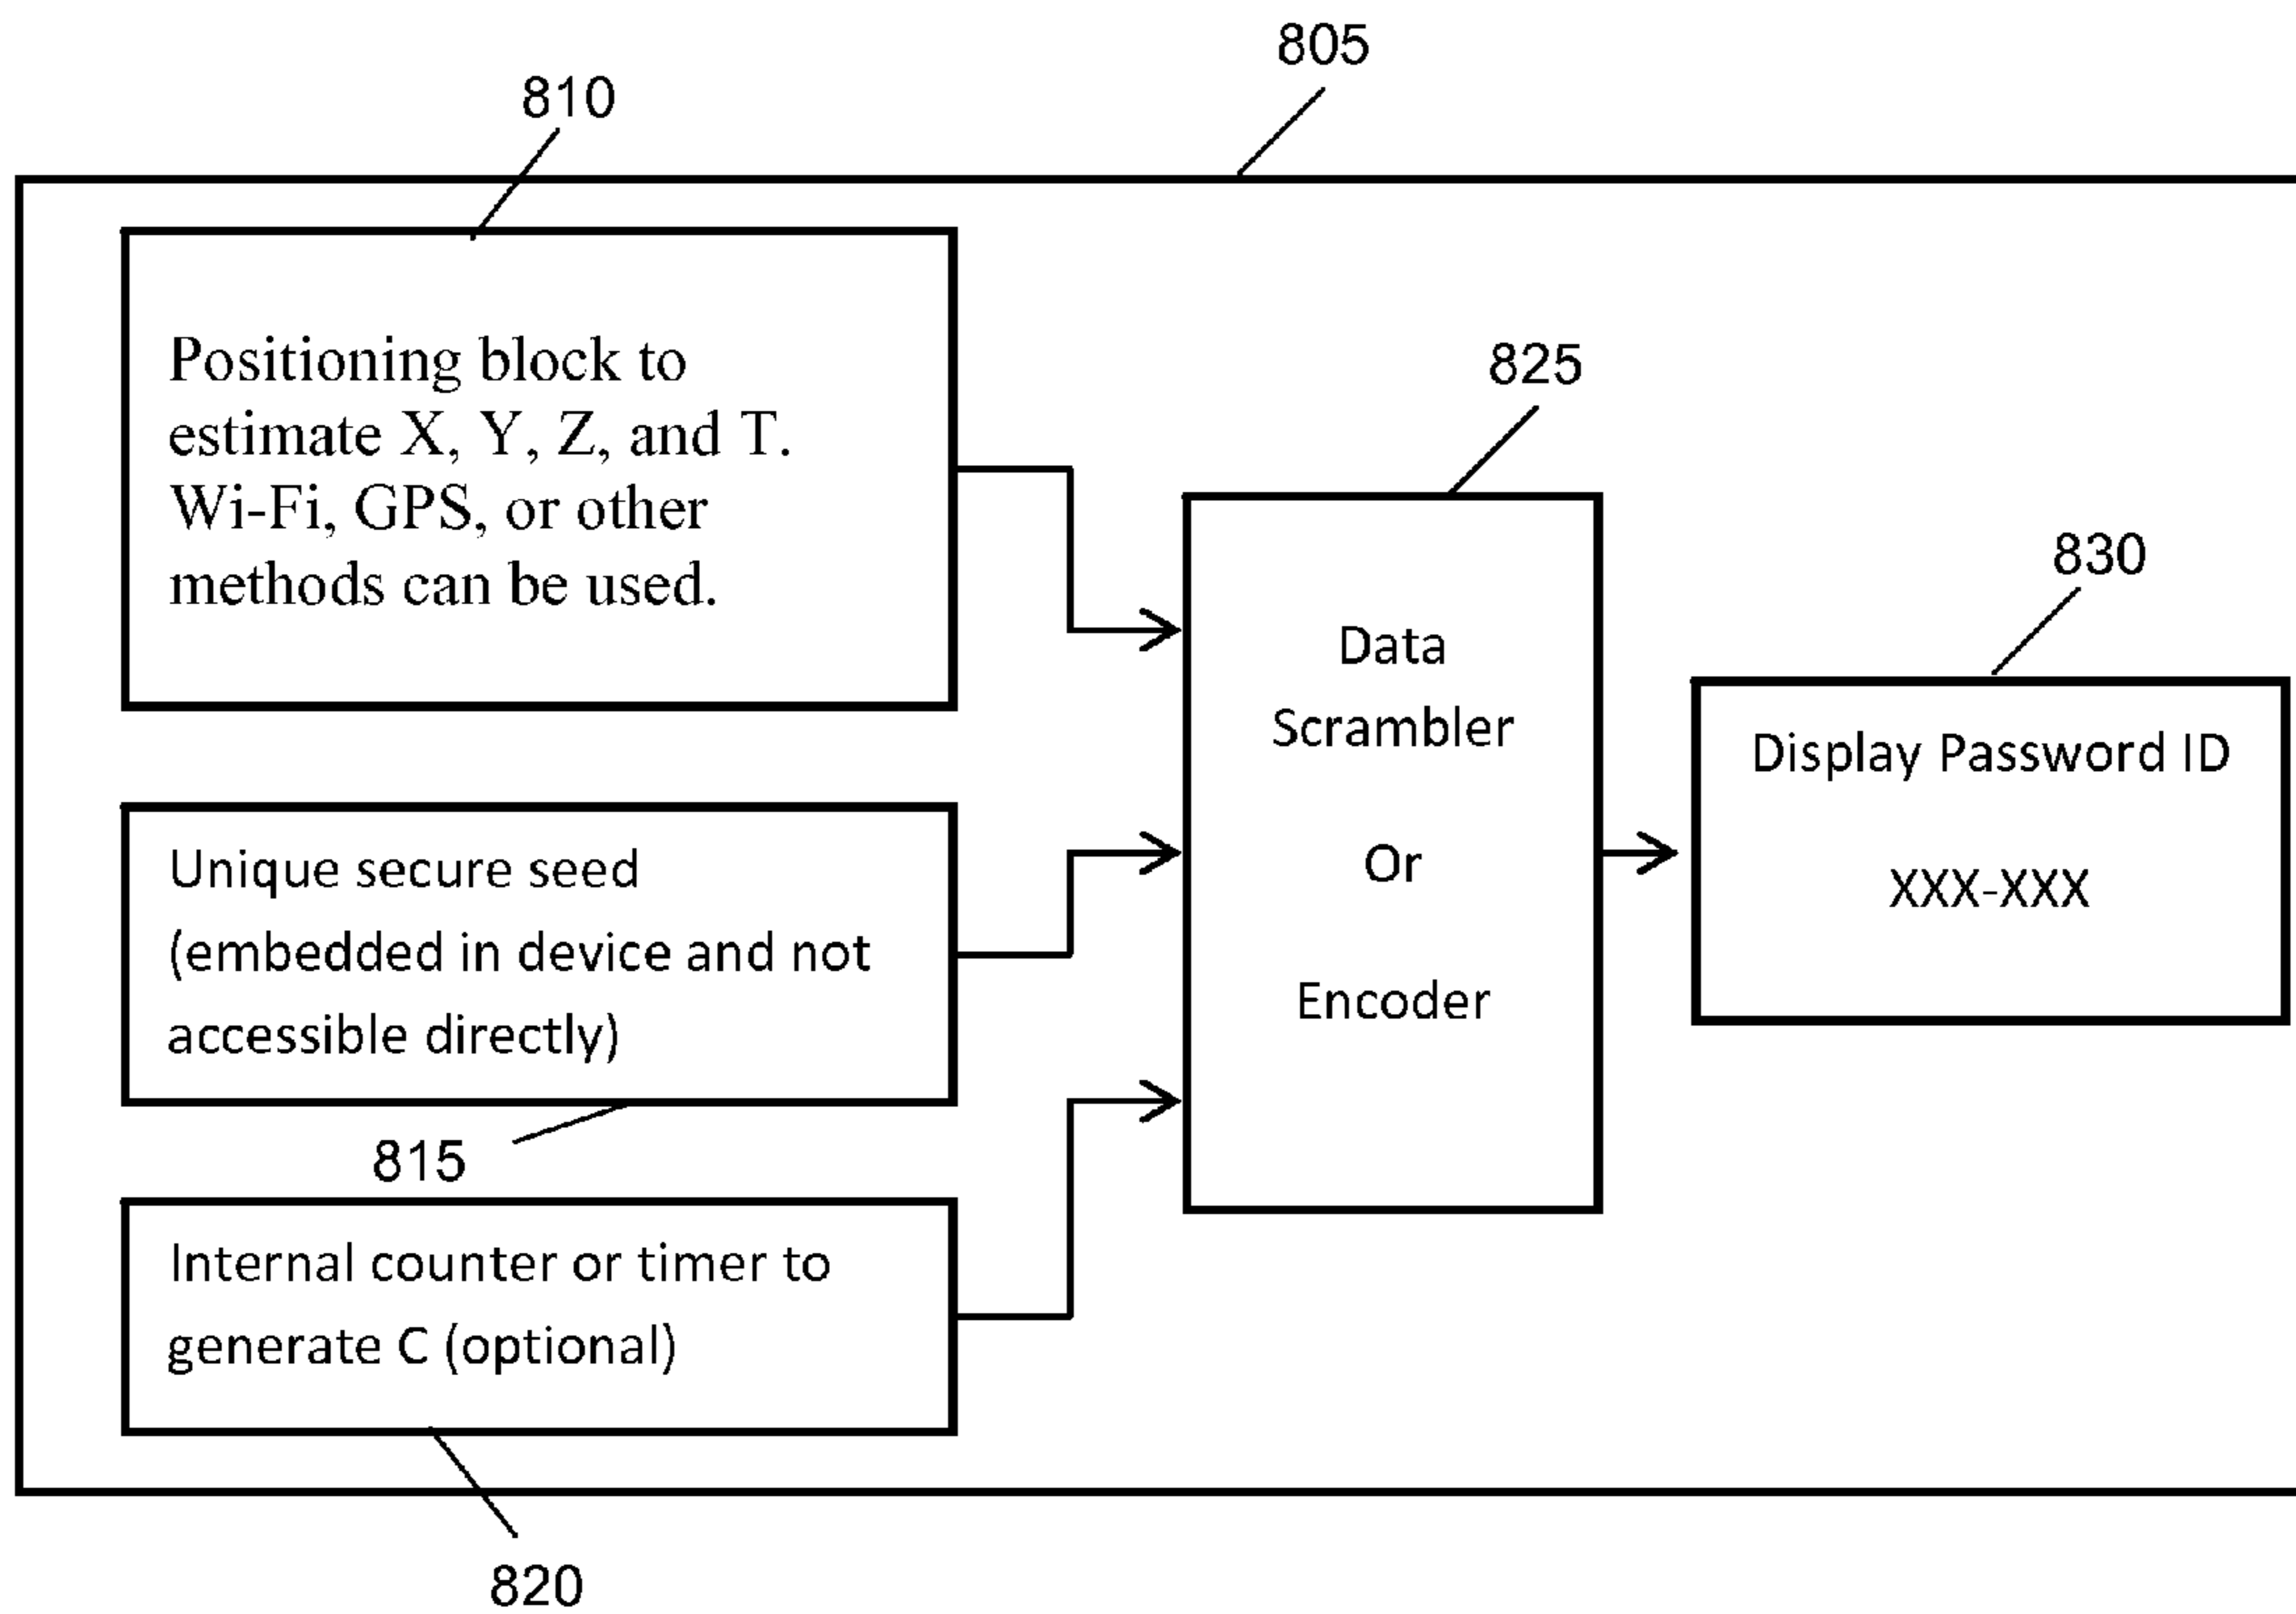 805
810
Positioning block to
estimate X, Y, Z, and T.
Wi-Fi, GPS, or other
methods can be used.
825
Data
Scrambler
Or
Encoder
830
Display Password ID
XXX-XXX
Unique secure seed
(embedded in device and not
accessible directly)
815
Internal counter or timer to
generate C (optional)
820